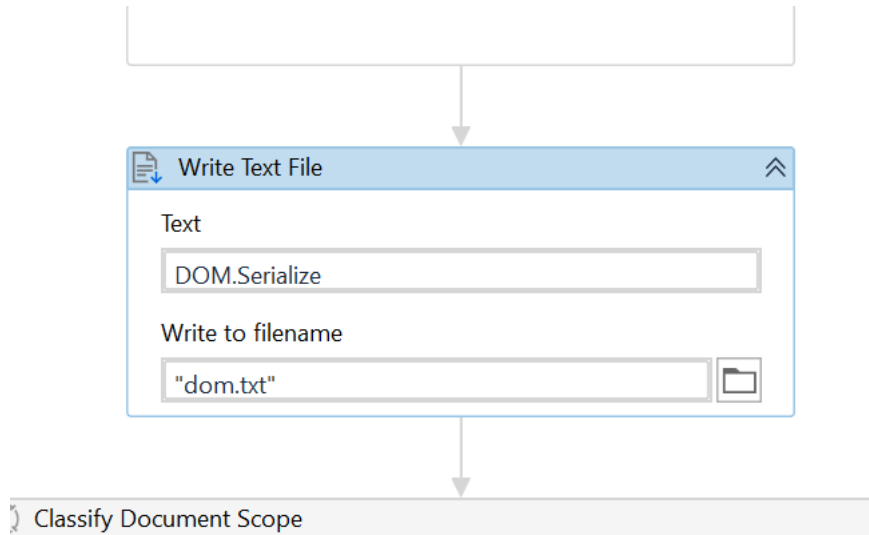 Write Text File
Text
DOM.Serialize
Write to filename
"dom.txt"
Classify Document Scope